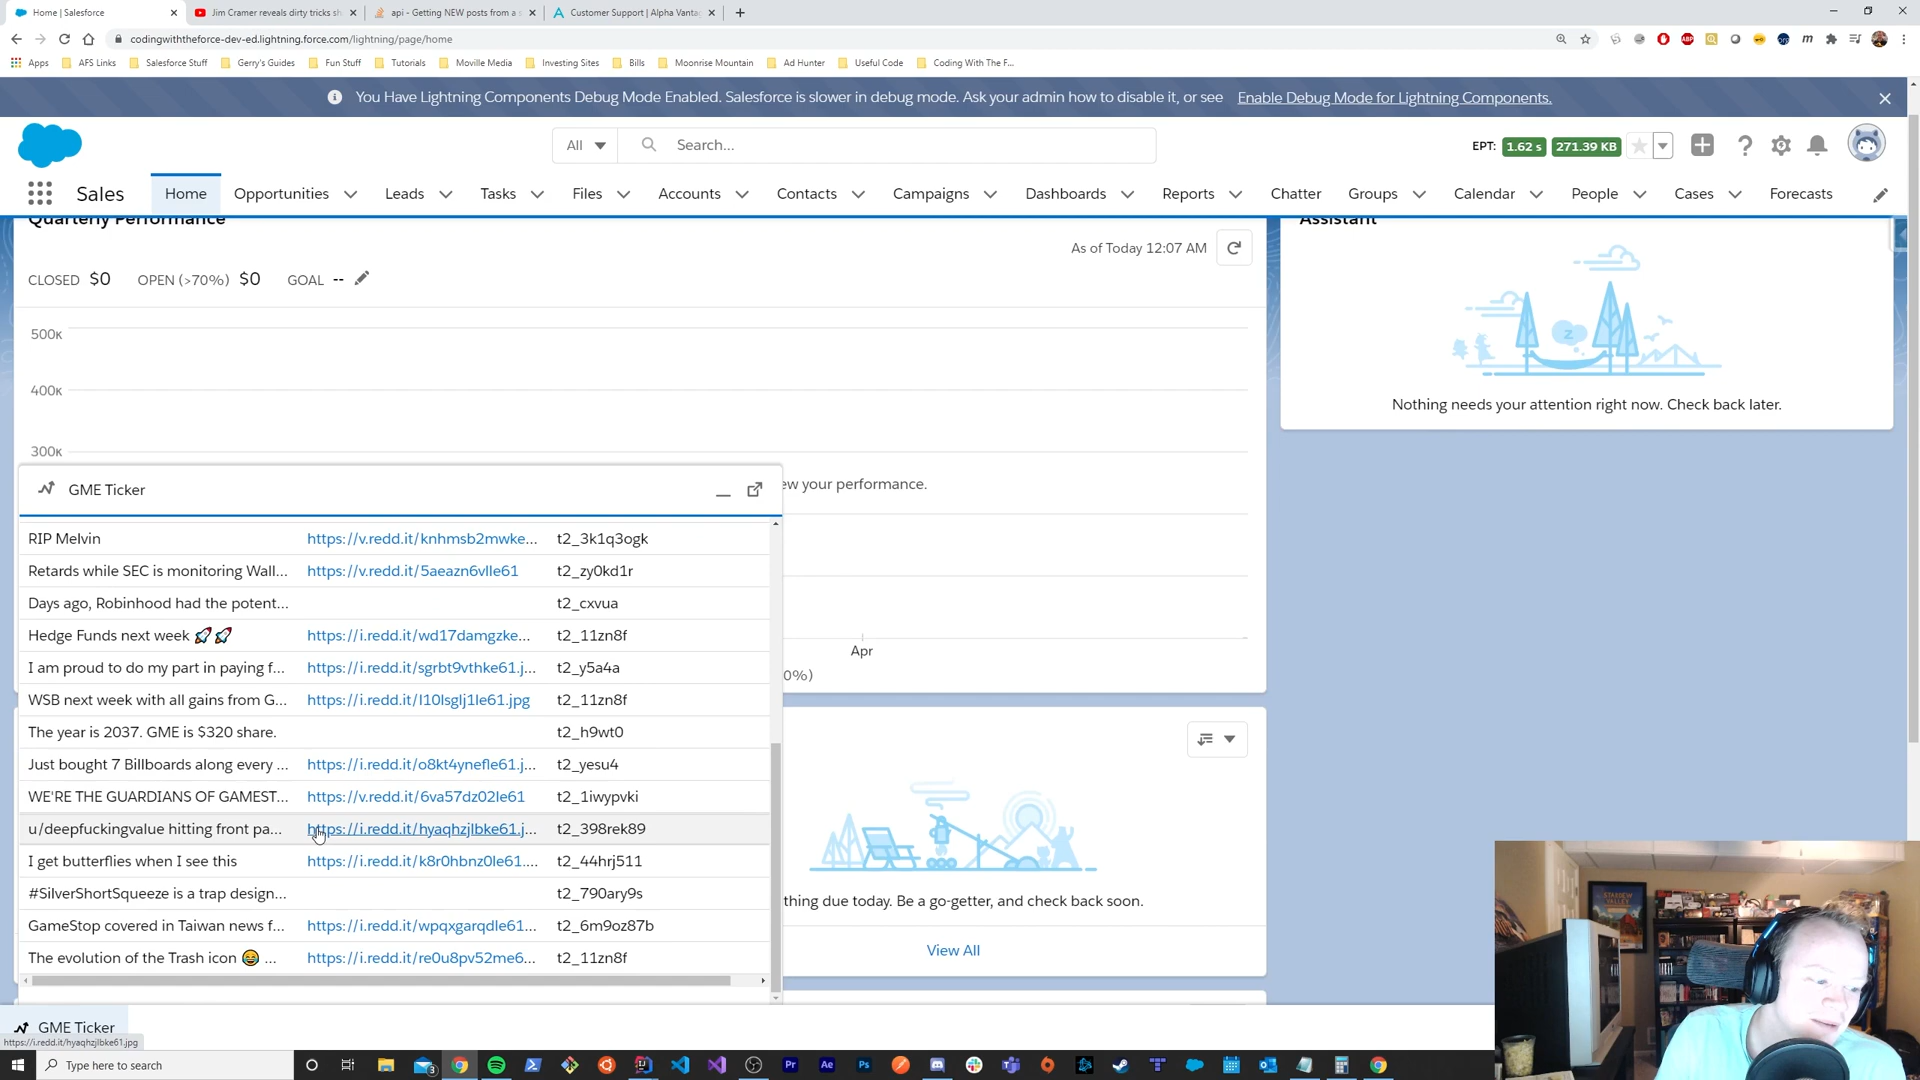 Home | Salesforce
Jim Cramer reveals dirty tricks sh
api - Getting NEW posts from a s
Customer Support | Alpha Vanta
codingwiththeforce-dev-ed.lightning.force.com/lightning/page/home
Apps AFS Links Salesforce Stuff Gerry's Guides Fun Stuff Tutorials Moville Media Investing Sites Bills Moonrise Mountain Ad Hunter Useful Code Coding With The F...
You Have Lightning Components Debug Mode Enabled. Salesforce is slower in debug mode. Ask your admin how to disable it, or see Enable Debug Mode for Lightning Components.
All Search... EPT: 1.62 s 271.39 KB
Sales Home Opportunities Leads Tasks Files Accounts Contacts Campaigns Dashboards Reports Chatter Groups Calendar People Cases Forecasts
Quarterly Performance
Assistant
As of Today 12:07 AM
CLOSED $0 OPEN (>70%) $0 GOAL --
500K
400K
300K
Nothing needs your attention right now. Check back later.
ew your performance.
GME Ticker
RIP Melvin https://v.redd.it/knhmsb2mwke... t2_3k1q3ogk
Retards while SEC is monitoring Wall... https://v.redd.it/5aeazn6vlle61 t2_zy0kd1r
Days ago, Robinhood had the potent... t2_cxvua
Hedge Funds next week 🚀🚀 https://i.redd.it/wd17damgzke... t2_11zn8f
I am proud to do my part in paying f... https://i.redd.it/sgrbt9vthke61.j... t2_y5a4a
WSB next week with all gains from G... https://i.redd.it/l10lsglj1le61.jpg t2_11zn8f
The year is 2037. GME is $320 share. t2_h9wt0
Just bought 7 Billboards along every ... https://i.redd.it/o8kt4ynefle61.j... t2_yesu4
WE'RE THE GUARDIANS OF GAMEST... https://v.redd.it/6va57dz02le61 t2_1iwypvki
u/deepfuckingvalue hitting front pa... https://i.redd.it/hyaqhzjlbke61.j... t2_398rek89
I get butterflies when I see this https://i.redd.it/k8r0hbnz0le61.... t2_44hrj511
#SilverShortSqueeze is a trap design... t2_790ary9s
GameStop covered in Taiwan news f... https://i.redd.it/wpqxgarqdle61... t2_6m9oz87b
The evolution of the Trash icon 😂 ... https://i.redd.it/re0u8pv52me6... t2_11zn8f
Apr
0%)
thing due today. Be a go-getter, and check back soon.
View All
GME Ticker
https://i.redd.it/hyaqhzjlbke61.jpg
Type here to search
STARDEW VALLEY